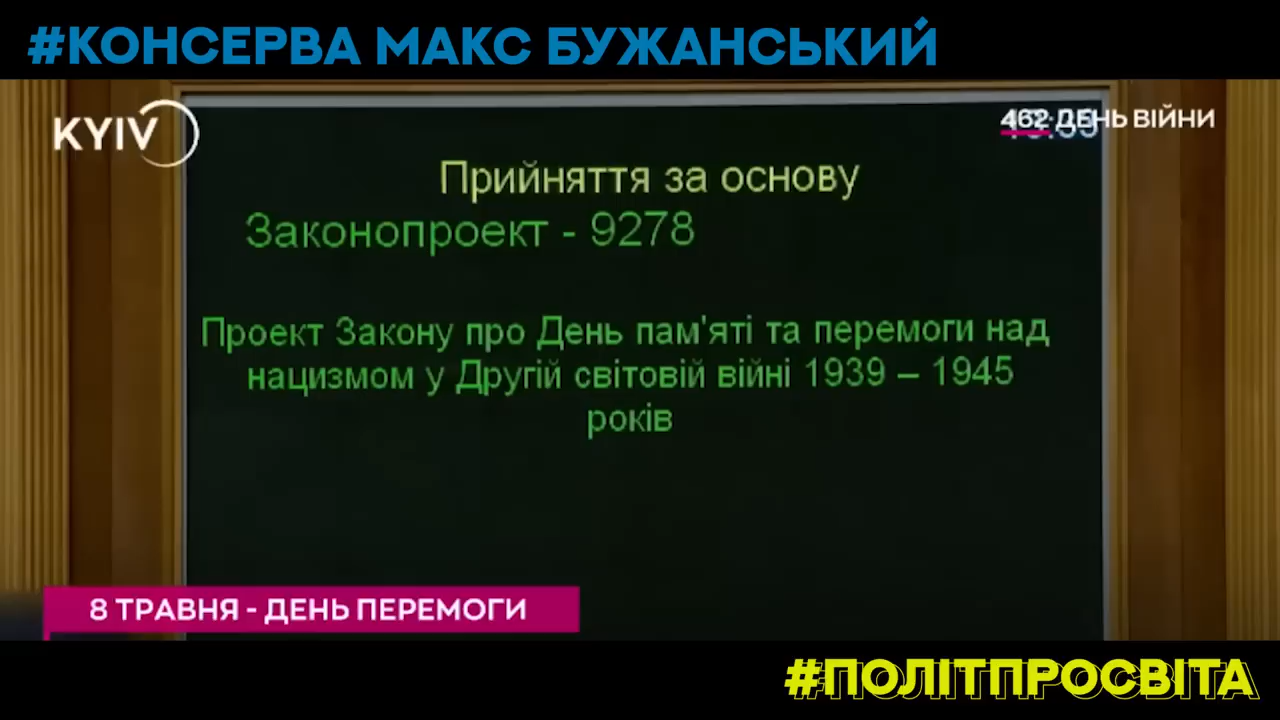 #КОНСЕРВА МАКС БУЖАНСЬКИЙ
KYIV
462 ДЕНЬ ВІЙНИ
Прийняття за основу
Законопроект - 9278
Проект Закону про День пам'яті та перемоги над
нацизмом у Другій світовій війні 1939 – 1945
років
8 ТРАВНЯ - ДЕНЬ ПЕРЕМОГИ
#ПОЛІТПРОСВІТА